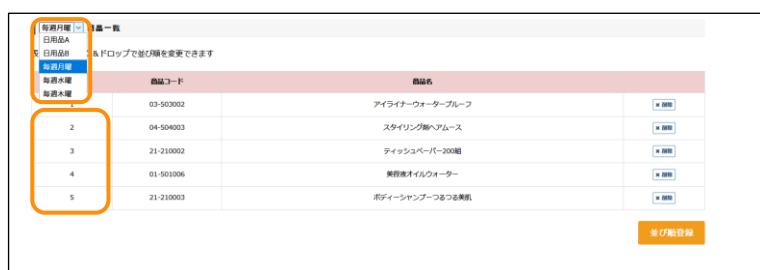 毎週月曜 商品一覧
日用品A
日用品B &ドロップで並び順を変更できます
毎週月曜
毎週水曜
毎週木曜
商品コード 商品名
1 03-503002 アイライナーウォータープルーフ × 削除
2 04-504003 スタイリング剤ヘアムース × 削除
3 21-210002 ティッシュペーパー200組 × 削除
4 01-501006 美容液オイルウォーター × 削除
5 21-210003 ボディーシャンプーつるつる美肌 × 削除
並び順登録